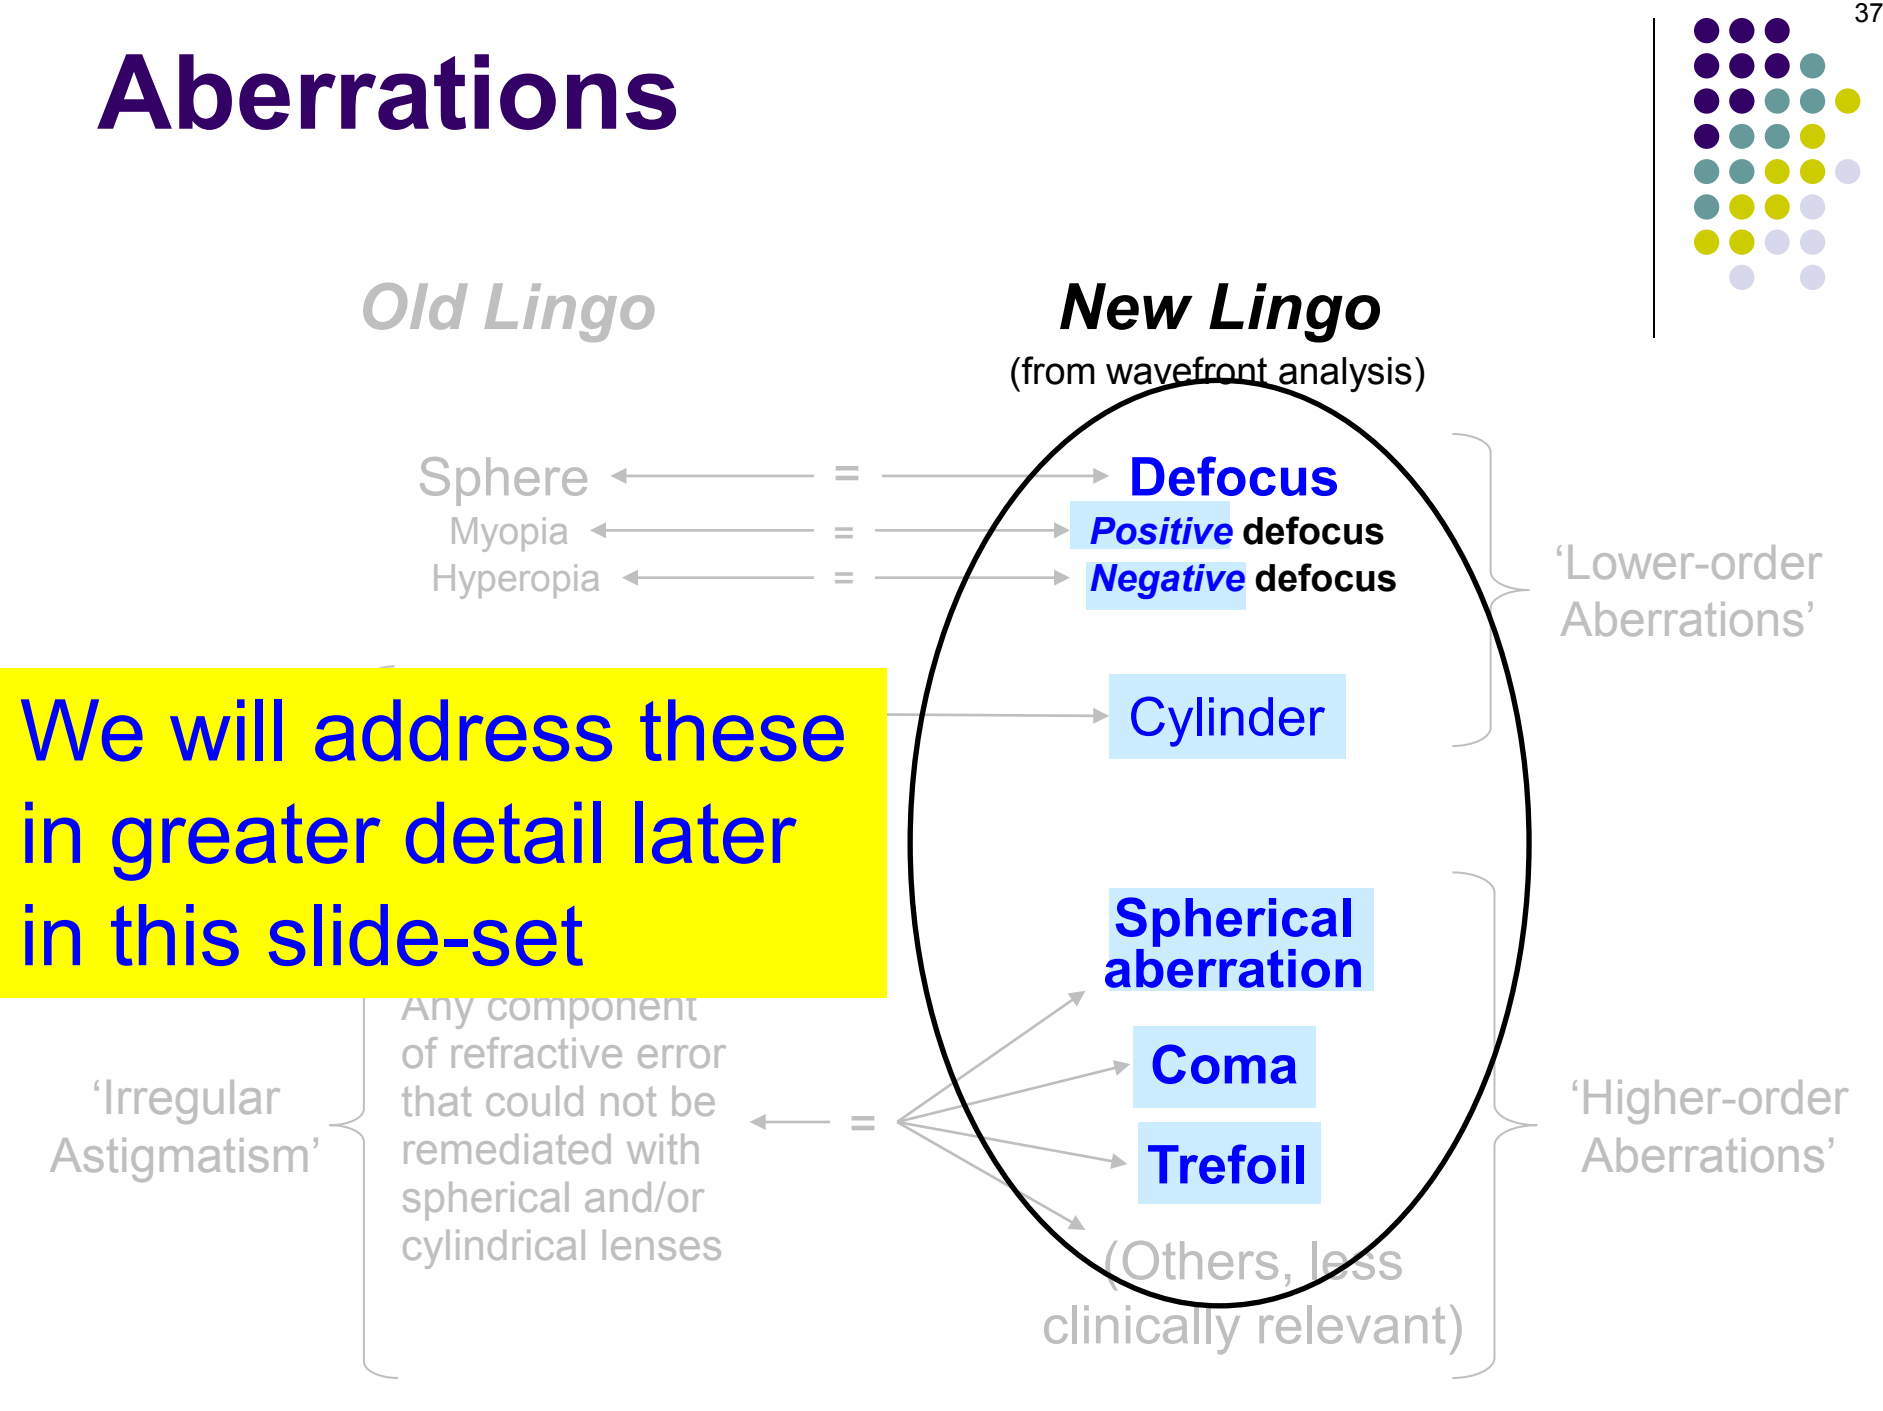 37
Aberrations
Old Lingo
New Lingo
(from wavefront analysis)
Sphere = Defocus
Myopia = Positive defocus
Hyperopia = Negative defocus
‘Lower-order
Aberrations’
Cylinder
We will address these
in greater detail later
in this slide-set
Spherical
aberration
Coma
Trefoil
(Others, less
clinically relevant)
‘Higher-order
Aberrations’
‘Irregular
Astigmatism’
Any component
of refractive error
that could not be
remediated with
spherical and/or
cylindrical lenses
=